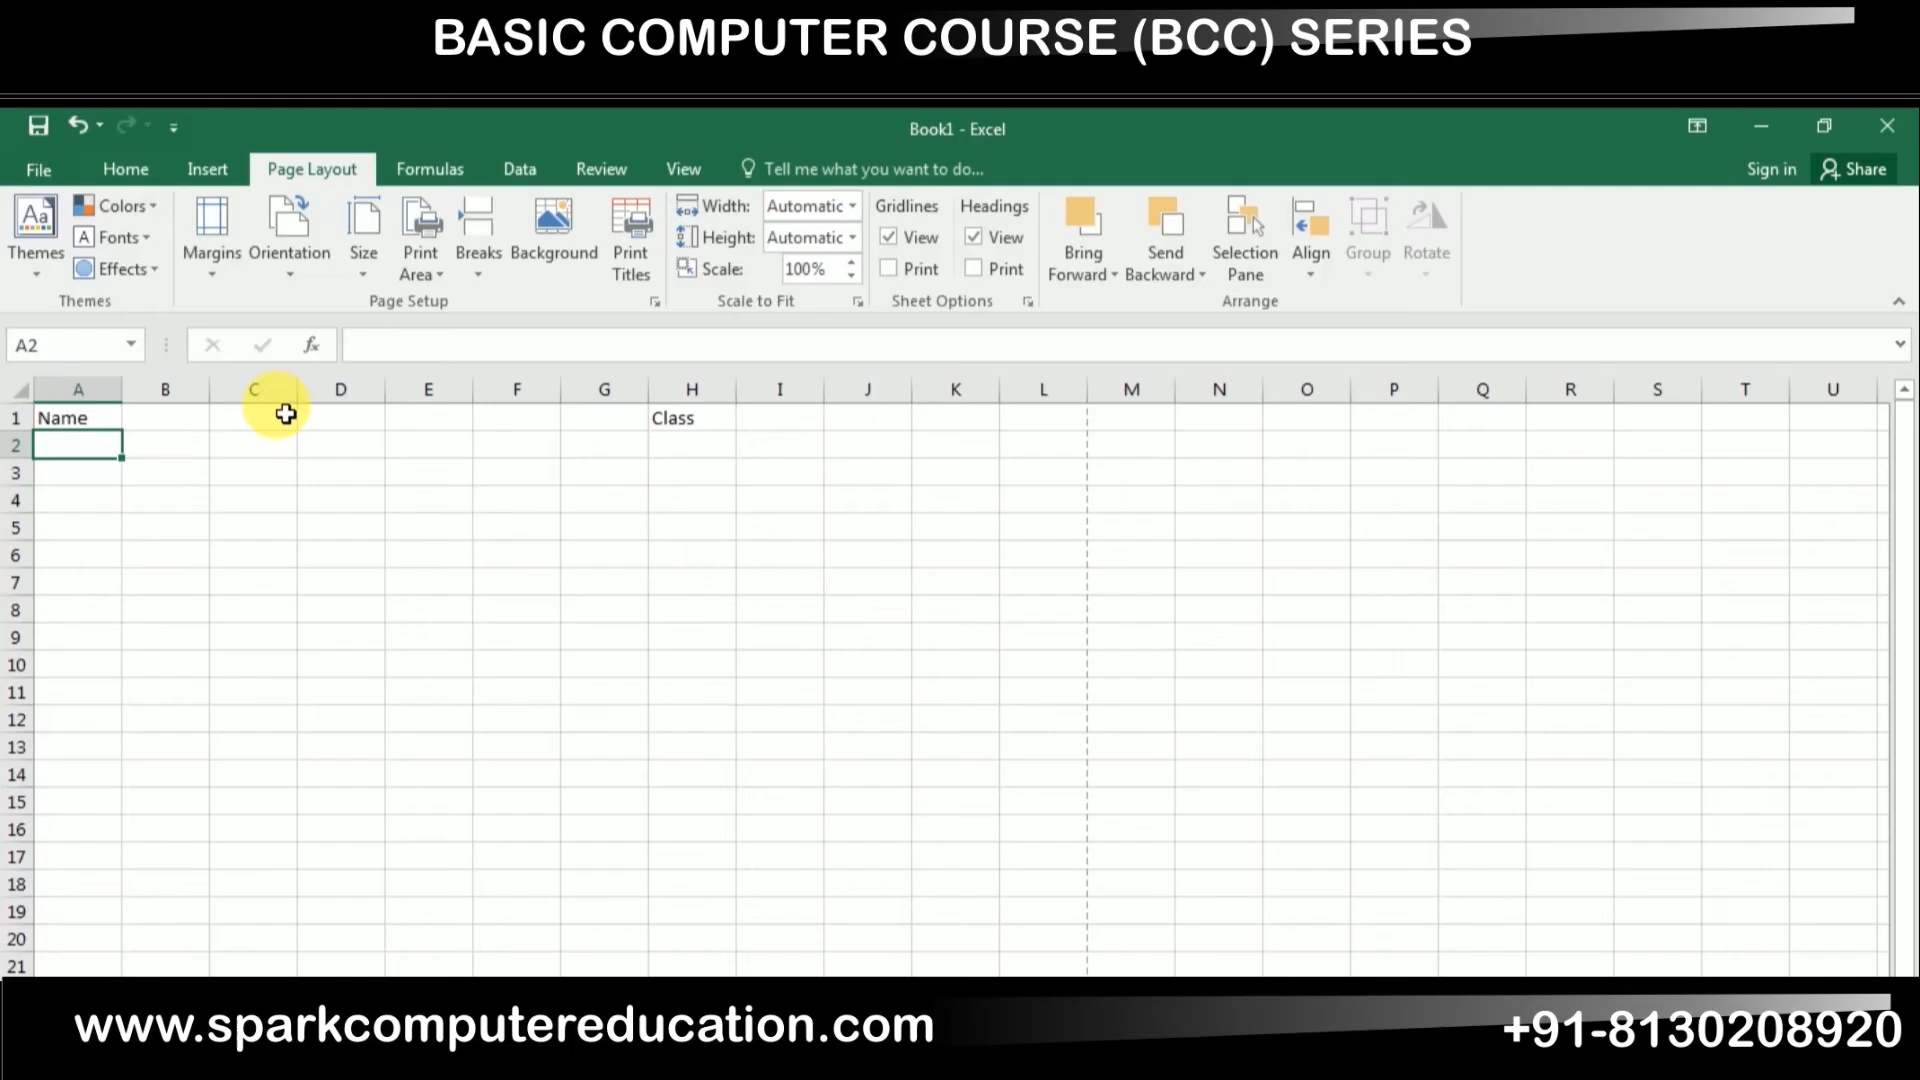 BASIC COMPUTER COURSE (BCC) SERIES
Book1 - Excel
File Home Insert Page Layout Formulas Data Review View Tell me what you want to do... Sign in Share
Aa Colors Width: Automatic Gridlines Headings
A Fonts Height: Automatic View View
Themes Margins Orientation Size Print Area Breaks Background Print Titles Bring Forward Send Backward Selection Pane Align Group Rotate
Effects Scale: 100% Print Print
Themes Page Setup Scale to Fit Sheet Options Arrange
A2 fx
A B C D E F G H I J K L M N O P Q R S T U
1 Name Class
2
3
4
5
6
7
8
9
10
11
12
13
14
15
16
17
18
19
20
21
www.sparkcomputereducation.com +91-8130208920